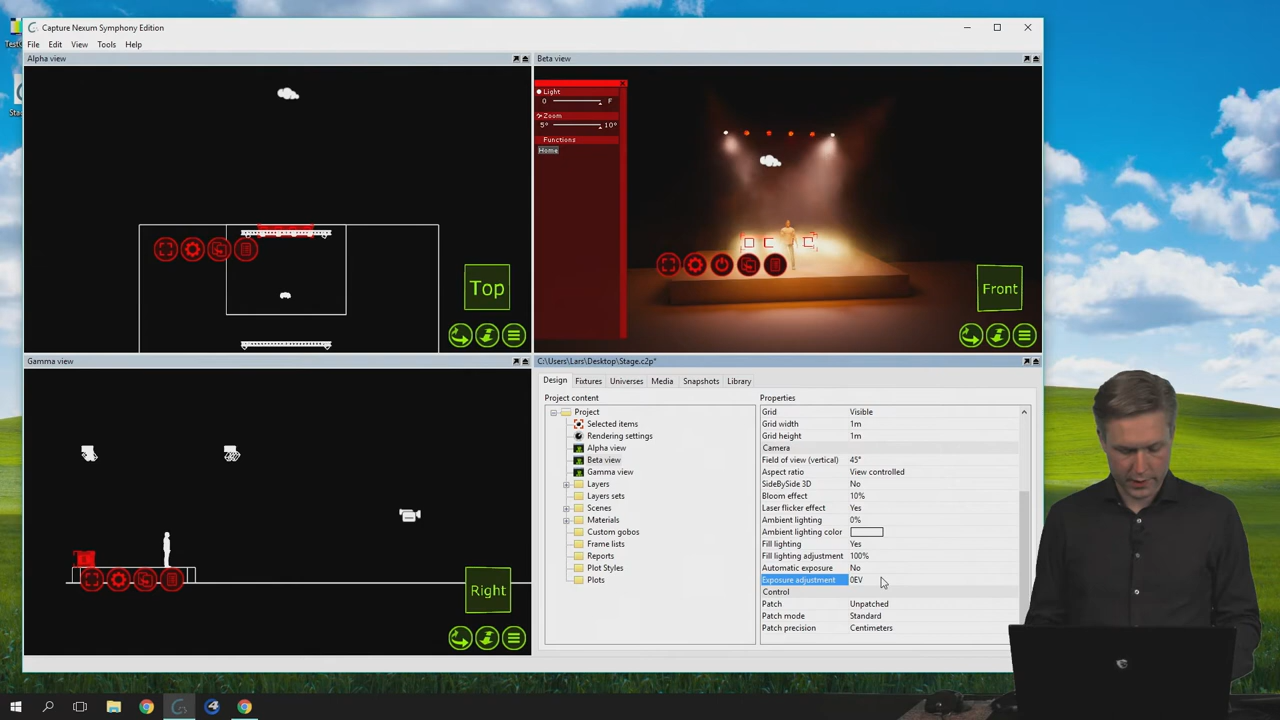 Capture Nexum Symphony Edition
File Edit View Tools Help
Alpha view
Top
Beta view
Light
0 F
Zoom
5° 10°
Functions
Home
Front
Gamma view
Right
C:\Users\Lars\Desktop\Stage.c2p*
Design Fixtures Universes Media Snapshots Library
Project content
Project
Selected items
Rendering settings
Alpha view
Beta view
Gamma view
Layers
Layers sets
Scenes
Materials
Custom gobos
Frame lists
Reports
Plot Styles
Plots
Properties
Grid Visible
Grid width 1m
Grid height 1m
Camera
Field of view (vertical) 45°
Aspect ratio View controlled
SideBySide 3D No
Bloom effect 10%
Laser flicker effect Yes
Ambient lighting 0%
Ambient lighting color
Fill lighting Yes
Fill lighting adjustment 100%
Automatic exposure No
Exposure adjustment 0EV
Control
Patch Unpatched
Patch mode Standard
Patch precision Centimeters